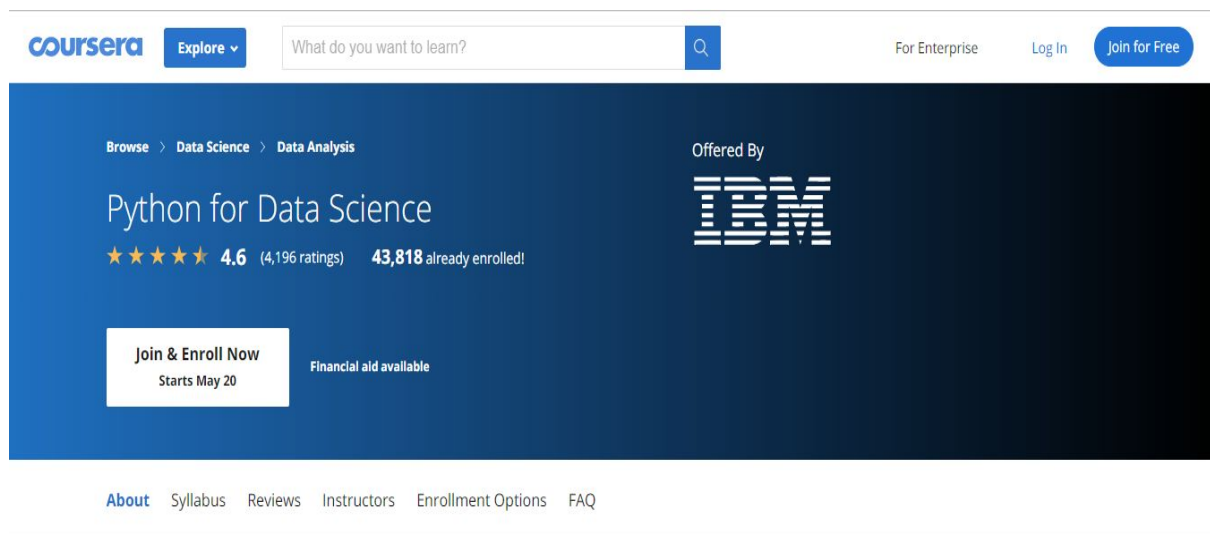 coursera Explore What do you want to learn? For Enterprise Log In Join for Free
Browse > Data Science > Data Analysis
Offered By
IBM
Python for Data Science
4.6 (4,196 ratings) 43,818 already enrolled!
Join & Enroll Now
Starts May 20
Financial aid available
About Syllabus Reviews Instructors Enrollment Options FAQ